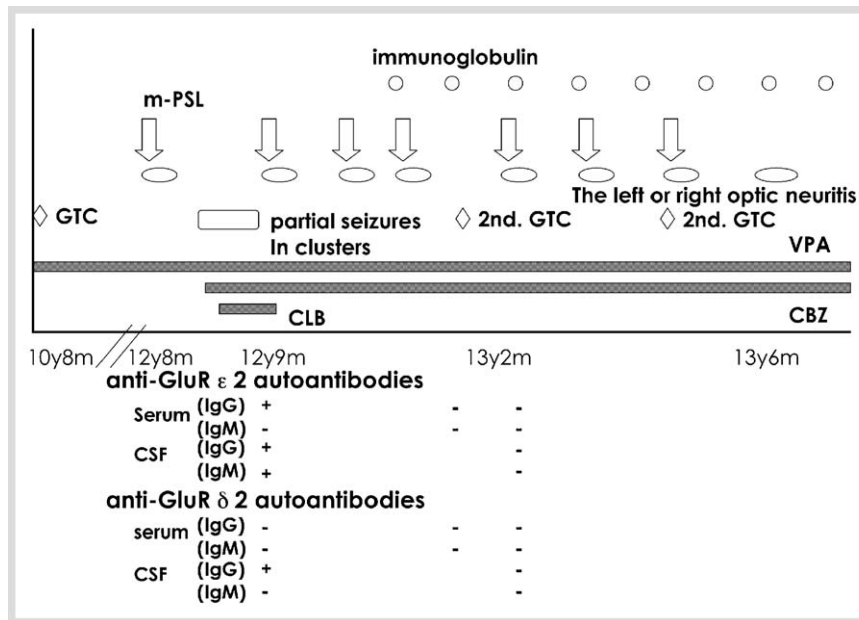 immunoglobulin
m-PSL
The left or right optic neuritis
GTC
partial seizures
In clusters
2nd. GTC
2nd. GTC
VPA
CLB
CBZ
10y8m 12y8m 12y9m 13y2m 13y6m
anti-GluR ε 2 autoantibodies
Serum (IgG) + - -
(IgM) - - -
CSF (IgG) + -
(IgM) + -
anti-GluR δ 2 autoantibodies
serum (IgG) - - -
(IgM) - - -
CSF (IgG) + -
(IgM) - -